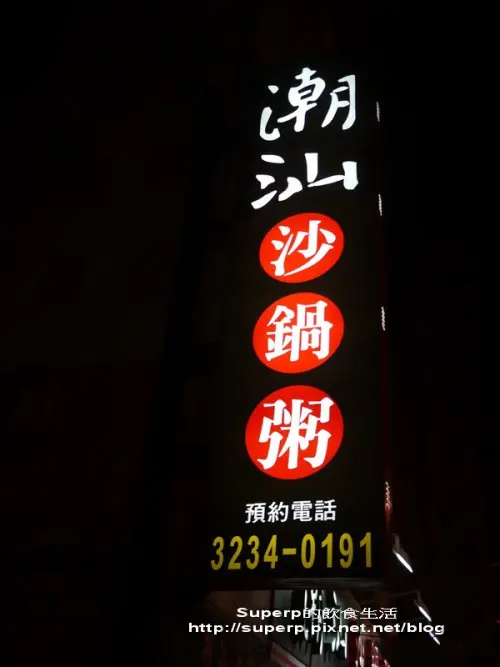 潮汕
沙鍋粥
預約電話
3234-0191
Superp的飲食生活
http://superp.pixnet.net/blog